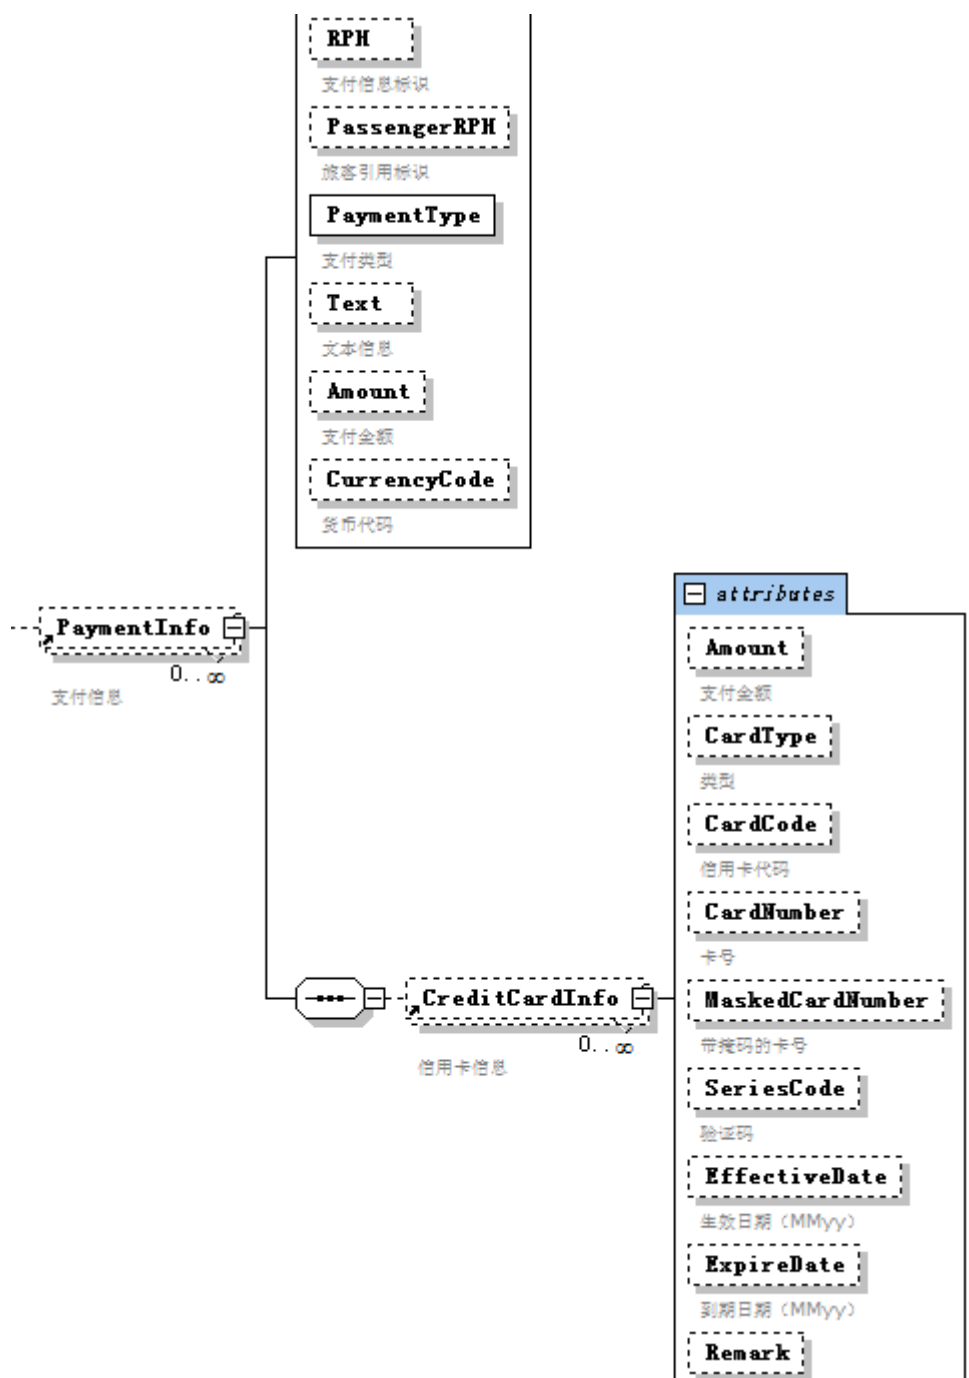 RPH
支付信息标识
PassengerRPH
旅客引用标识
PaymentType
支付类型
Text
文本信息
Amount
支付金额
CurrencyCode
货币代码
PaymentInfo
0..∞
支付信息
attributes
Amount
支付金额
CardType
类型
CardCode
信用卡代码
CardNumber
卡号
CreditCardInfo
0..∞
信用卡信息
MaskedCardNumber
带掩码的卡号
SeriesCode
验证码
EffectiveDate
生效日期（MMyy）
ExpireDate
到期日期（MMyy）
Remark